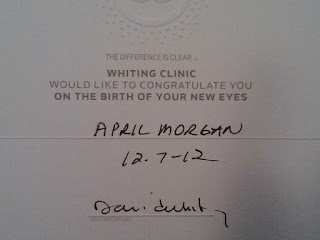 THE DIFFERENCE IS CLEAR...
WHITING CLINIC
WOULD LIKE TO CONGRATULATE YOU
ON THE BIRTH OF YOUR NEW EYES
APRIL MORGAN
12-7-12